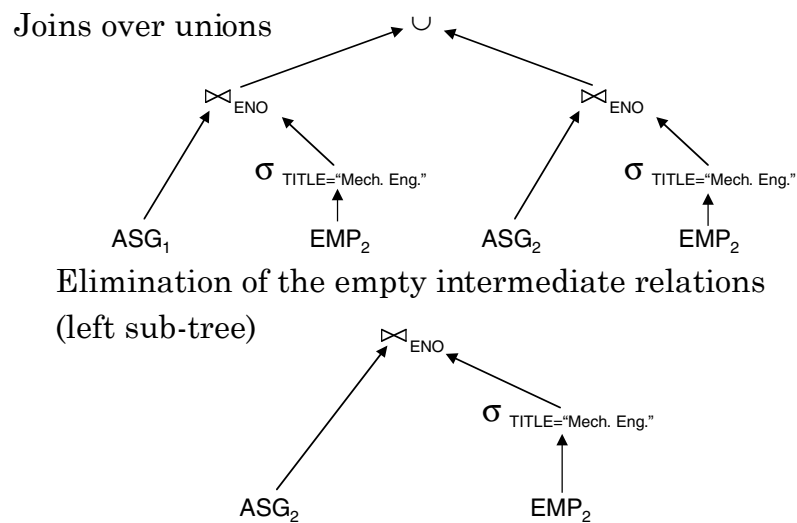 Joins over unions
∪
⋈ ENO ⋈ ENO
σ TITLE="Mech. Eng." σ TITLE="Mech. Eng."
ASG₁ EMP₂ ASG₂ EMP₂
Elimination of the empty intermediate relations
(left sub-tree)
⋈ ENO
σ TITLE="Mech. Eng."
ASG₂ EMP₂